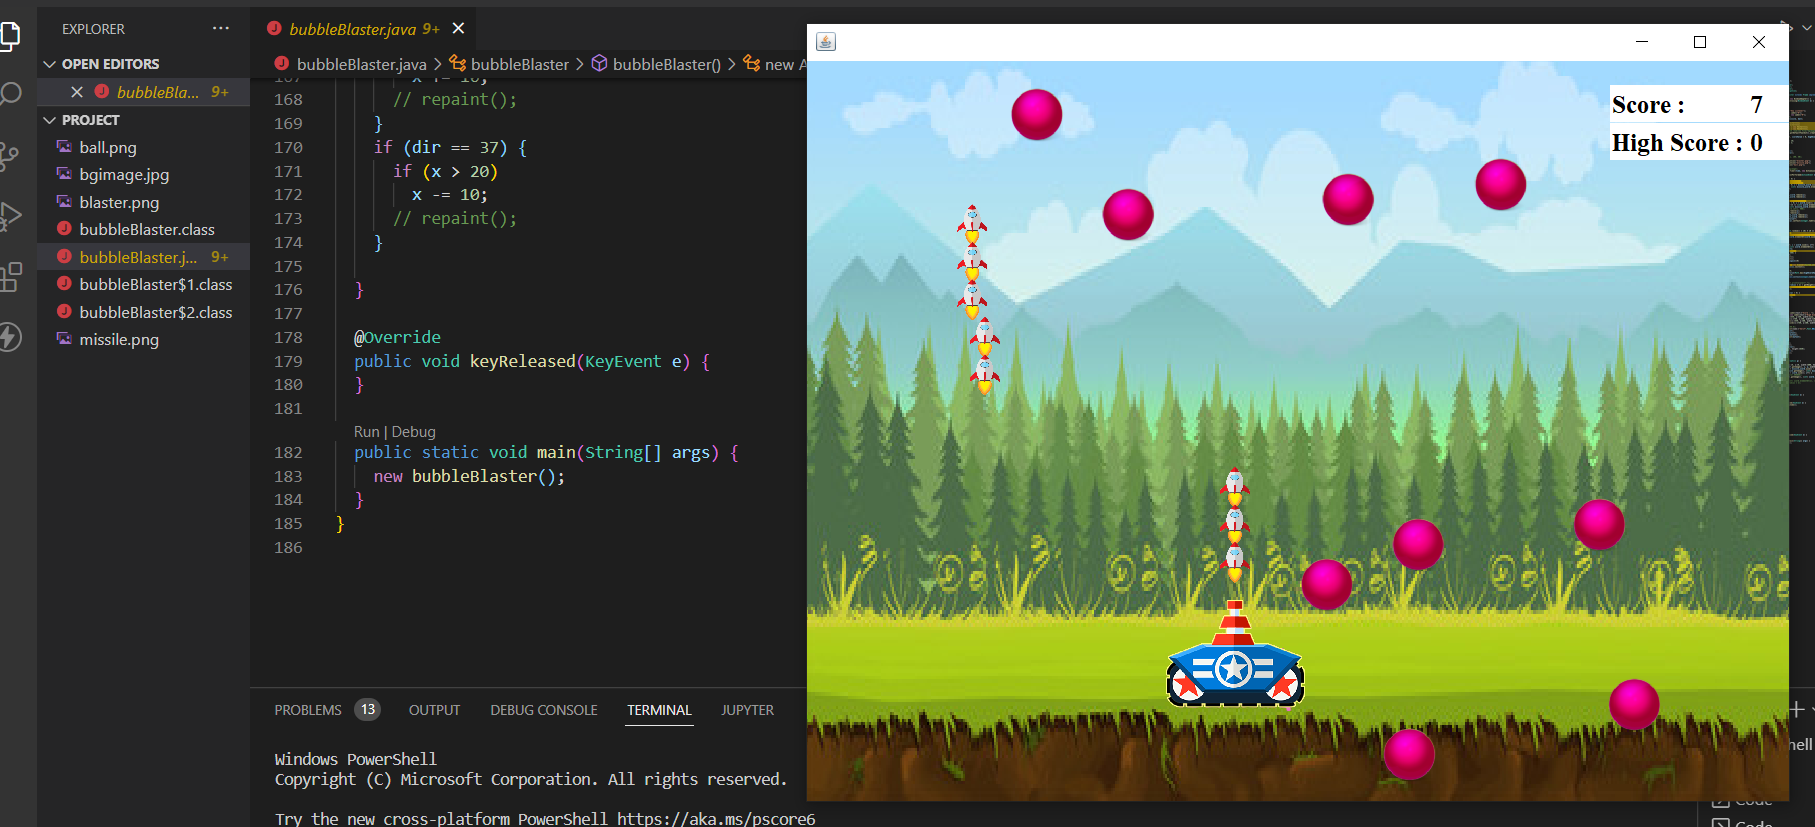 EXPLORER
OPEN EDITORS
bubbleBla... 9+
PROJECT
ball.png
bgimage.jpg
blaster.png
bubbleBlaster.class
bubbleBlaster.j... 9+
bubbleBlaster$1.class
bubbleBlaster$2.class
missile.png
bubbleBlaster.java 9+
bubbleBlaster.java > bubbleBlaster > bubbleBlaster() > new A
168 // repaint();
169 }
170 if (dir == 37) {
171 if (x > 20)
172 x -= 10;
173 // repaint();
174 }
175
176 }
177
178 @Override
179 public void keyReleased(KeyEvent e) {
180 }
181
Run | Debug
182 public static void main(String[] args) {
183 new bubbleBlaster();
184 }
185 }
186
PROBLEMS 13 OUTPUT DEBUG CONSOLE TERMINAL JUPYTER
Windows PowerShell
Copyright (C) Microsoft Corporation. All rights reserved.
Try the new cross-platform PowerShell https://aka.ms/pscore6
Score : 7
High Score : 0